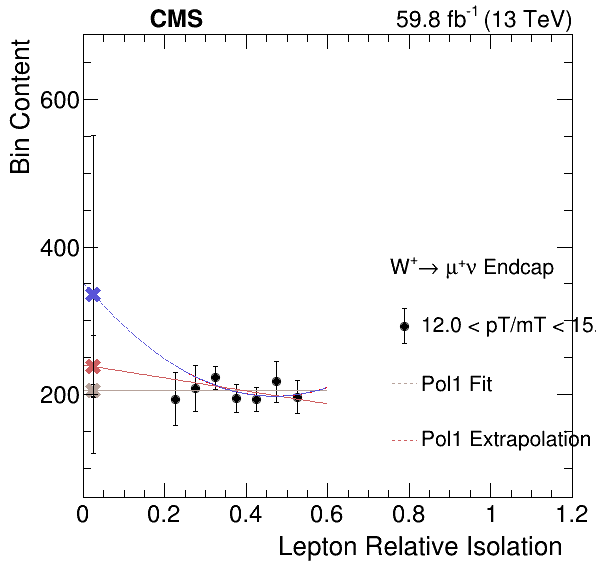 CMS
59.8 fb⁻¹ (13 TeV)
Bin Content
600
400
200
W⁺→ μ⁺ν Endcap
12.0 < pT/mT < 15.
Pol1 Fit
Pol1 Extrapolation
0 0.2 0.4 0.6 0.8 1 1.2
Lepton Relative Isolation